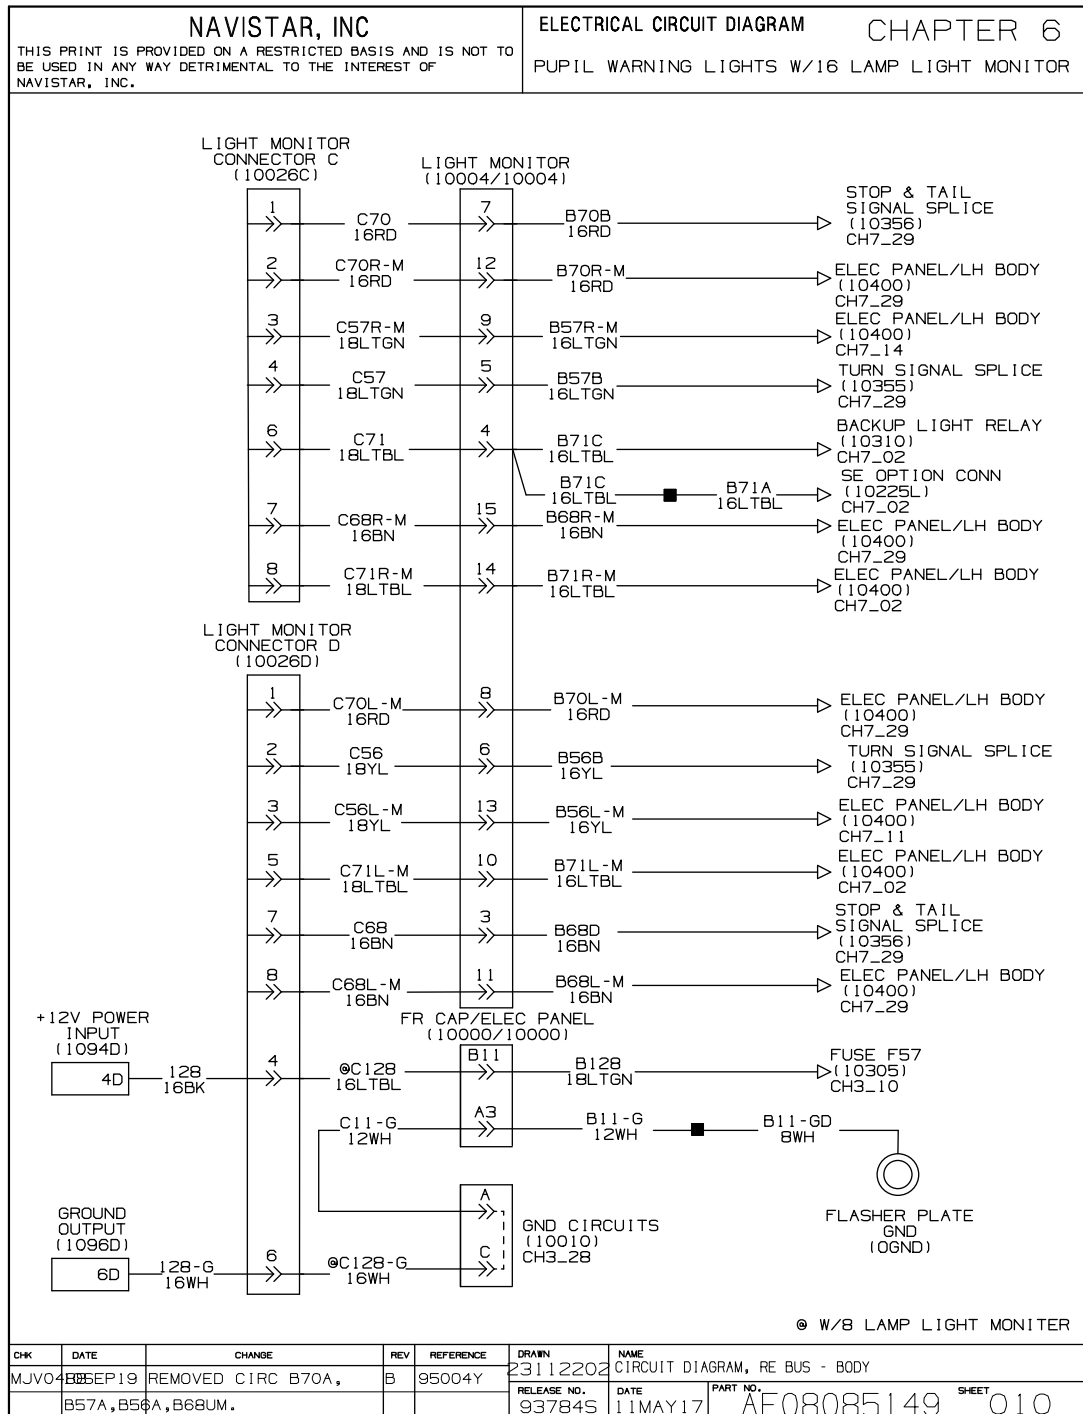 NAVISTAR, INC
THIS PRINT IS PROVIDED ON A RESTRICTED BASIS AND IS NOT TO
BE USED IN ANY WAY DETRIMENTAL TO THE INTEREST OF
NAVISTAR, INC.
ELECTRICAL CIRCUIT DIAGRAM
CHAPTER 6
PUPIL WARNING LIGHTS W/16 LAMP LIGHT MONITOR
LIGHT MONITOR
CONNECTOR C
(10026C)
LIGHT MONITOR
(10004/10004)
1
C70
16RD
7
B70B
16RD
STOP & TAIL
SIGNAL SPLICE
(10356)
CH7_29
2
C70R-M
16RD
12
B70R-M
16RD
ELEC PANEL/LH BODY
(10400)
CH7_29
3
C57R-M
18LTGN
9
B57R-M
16LTGN
ELEC PANEL/LH BODY
(10400)
CH7_14
4
C57
18LTGN
5
B57B
16LTGN
TURN SIGNAL SPLICE
(10355)
CH7_29
6
C71
18LTBL
4
B71C
16LTBL
BACKUP LIGHT RELAY
(10310)
CH7_02
B71C
16LTBL
B71A
16LTBL
SE OPTION CONN
(10225L)
CH7_02
7
C68R-M
16BN
15
B68R-M
16BN
ELEC PANEL/LH BODY
(10400)
CH7_29
8
C71R-M
18LTBL
14
B71R-M
16LTBL
ELEC PANEL/LH BODY
(10400)
CH7_02
LIGHT MONITOR
CONNECTOR D
(10026D)
1
C70L-M
16RD
8
B70L-M
16RD
ELEC PANEL/LH BODY
(10400)
CH7_29
2
C56
18YL
6
B56B
16YL
TURN SIGNAL SPLICE
(10355)
CH7_29
3
C56L-M
18YL
13
B56L-M
16YL
ELEC PANEL/LH BODY
(10400)
CH7_11
5
C71L-M
18LTBL
10
B71L-M
16LTBL
ELEC PANEL/LH BODY
(10400)
CH7_02
7
C68
16BN
3
B68D
16BN
STOP & TAIL
SIGNAL SPLICE
(10356)
CH7_29
8
C68L-M
16BN
11
B68L-M
16BN
ELEC PANEL/LH BODY
(10400)
CH7_29
+12V POWER
INPUT
(1094D)
FR CAP/ELEC PANEL
(10000/10000)
4D
128
16BK
4
@C128
16LTBL
B11
B128
18LTGN
FUSE F57
(10305)
CH3_10
C11-G
12WH
A3
B11-G
12WH
B11-GD
8WH
FLASHER PLATE
GND
(0GND)
GROUND
OUTPUT
(1096D)
A
GND CIRCUITS
(10010)
CH3_28
6D
128-G
16WH
6
@C128-G
16WH
C
@ W/8 LAMP LIGHT MONITER
CHK DATE CHANGE REV REFERENCE
05SEP19 REMOVED CIRC B70A, B 95004Y
B57A,B56A,B68UM.
DRAWN
23112202
NAME
CIRCUIT DIAGRAM, RE BUS - BODY
RELEASE NO.
93784S
DATE
11MAY17
PART NO.
AF08085149
SHEET
010